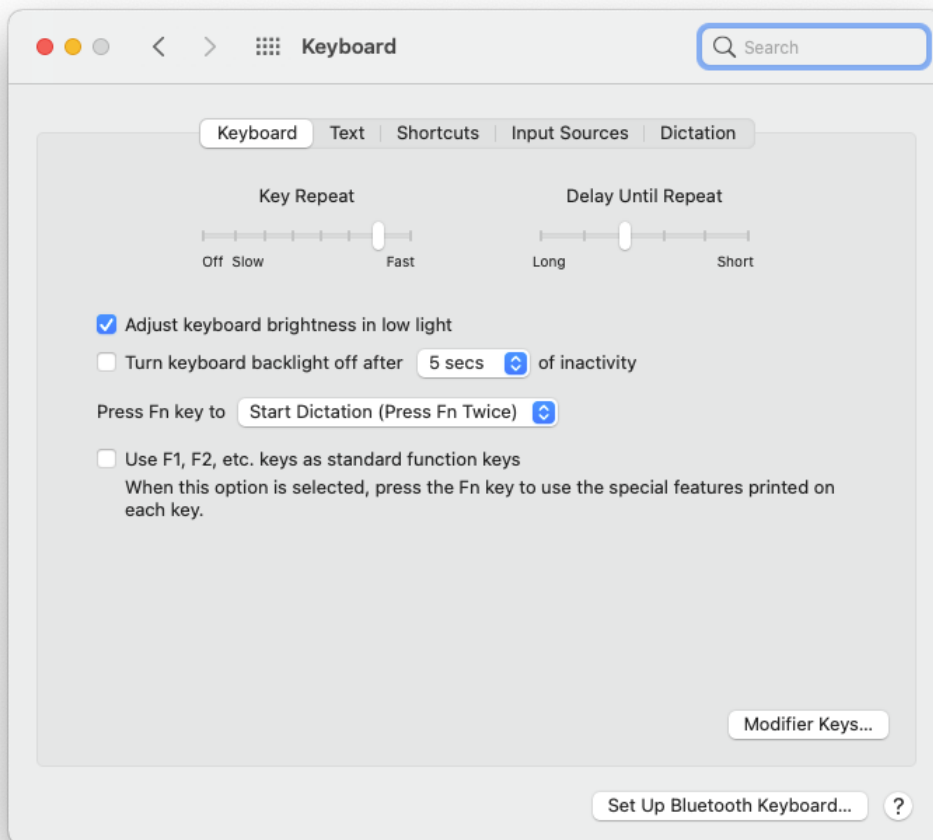 Keyboard
Search
Keyboard Text Shortcuts Input Sources Dictation
Key Repeat Delay Until Repeat
Off Slow Fast Long Short
Adjust keyboard brightness in low light
Turn keyboard backlight off after 5 secs of inactivity
Press Fn key to Start Dictation (Press Fn Twice)
Use F1, F2, etc. keys as standard function keys
When this option is selected, press the Fn key to use the special features printed on
each key.
Modifier Keys...
Set Up Bluetooth Keyboard... ?